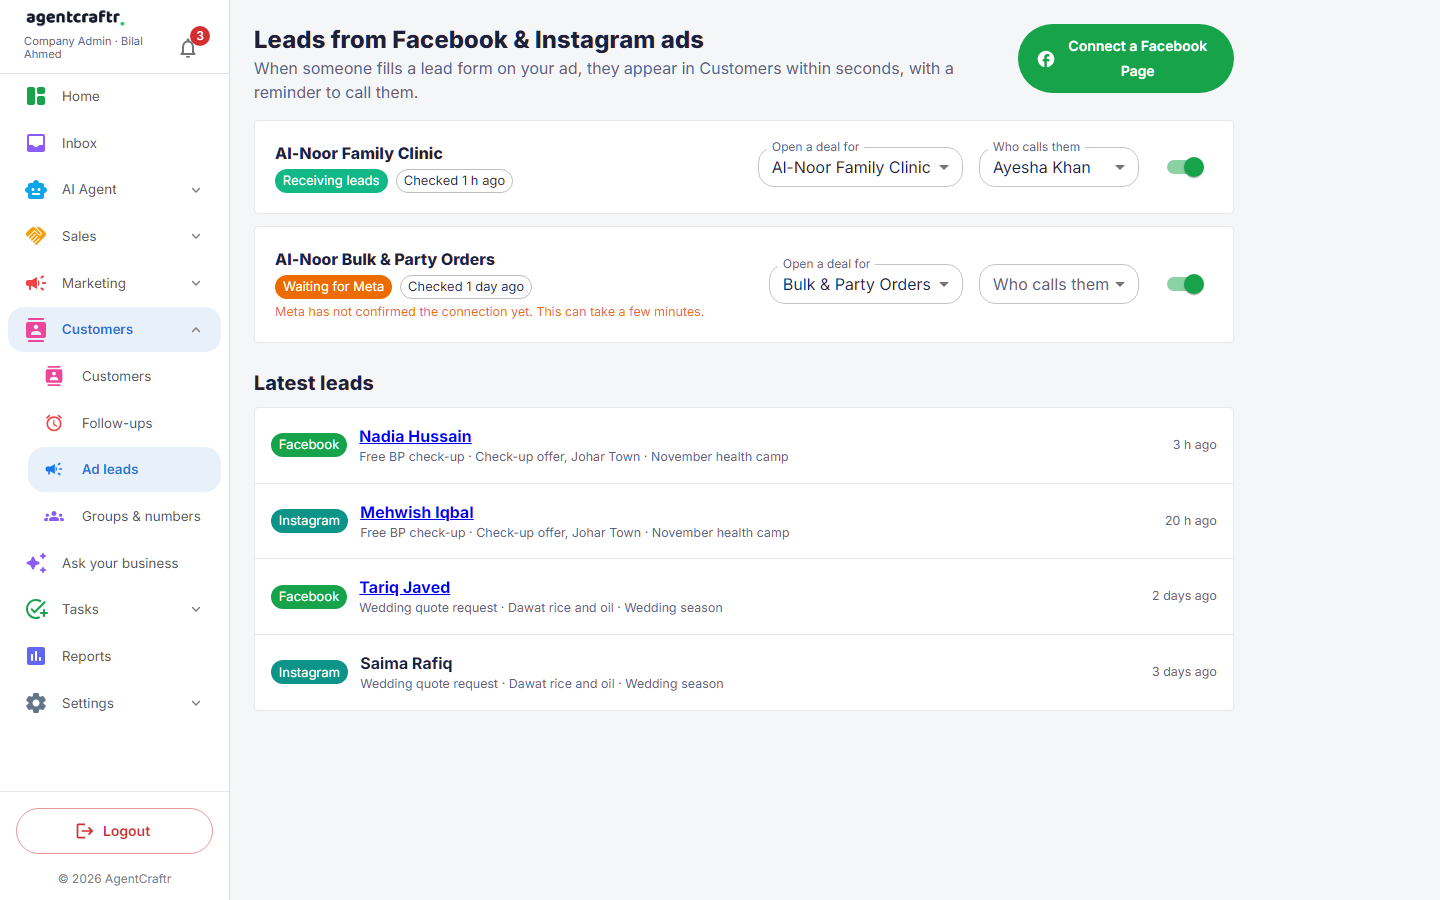 agentcraftr.
Company Admin · Bilal
Ahmed
3
Home
Inbox
AI Agent
Sales
Marketing
Customers
Customers
Follow-ups
Ad leads
Groups & numbers
Ask your business
Tasks
Reports
Settings
Logout
© 2026 AgentCraftr
Leads from Facebook & Instagram ads
When someone fills a lead form on your ad, they appear in Customers within seconds, with a
reminder to call them.
Connect a Facebook
Page
Al-Noor Family Clinic
Receiving leads
Checked 1 h ago
Open a deal for
Al-Noor Family Clinic
Who calls them
Ayesha Khan
Al-Noor Bulk & Party Orders
Waiting for Meta
Checked 1 day ago
Meta has not confirmed the connection yet. This can take a few minutes.
Open a deal for
Bulk & Party Orders
Who calls them
Latest leads
Facebook
Nadia Hussain
Free BP check-up · Check-up offer, Johar Town · November health camp
3 h ago
Instagram
Mehwish Iqbal
Free BP check-up · Check-up offer, Johar Town · November health camp
20 h ago
Facebook
Tariq Javed
Wedding quote request · Dawat rice and oil · Wedding season
2 days ago
Instagram
Saima Rafiq
Wedding quote request · Dawat rice and oil · Wedding season
3 days ago